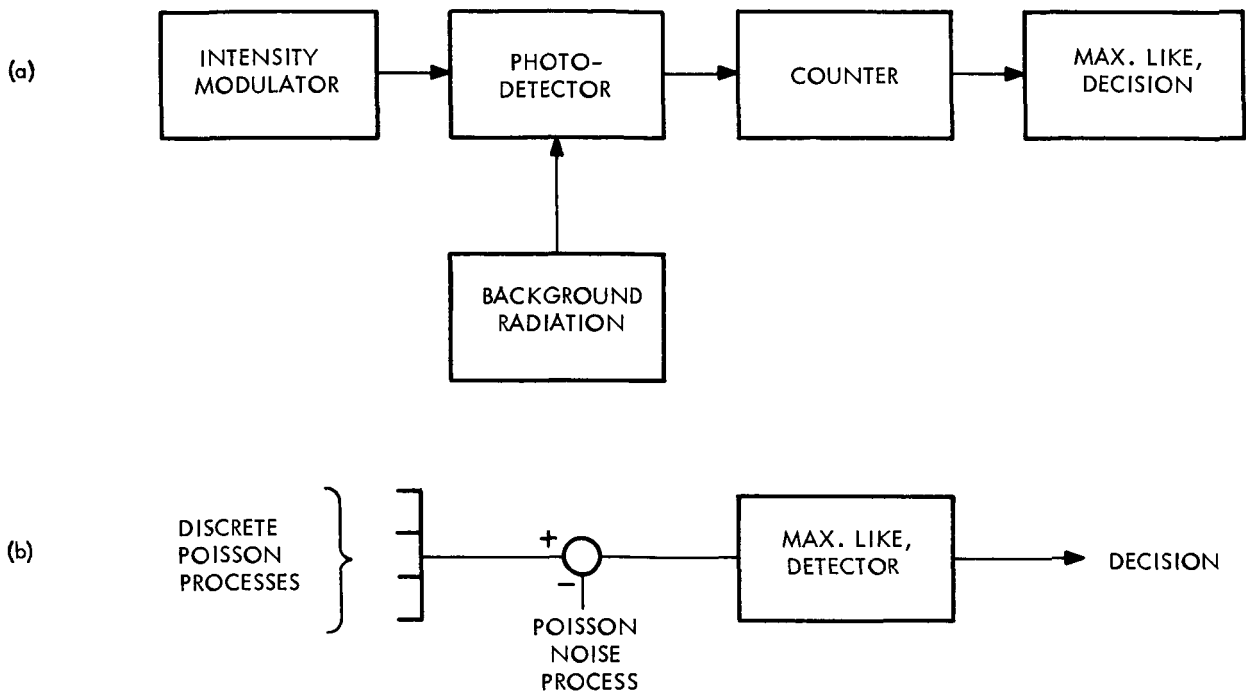 (a)
INTENSITY
MODULATOR
PHOTO-
DETECTOR
COUNTER
MAX. LIKE,
DECISION
BACKGROUND
RADIATION
(b)
DISCRETE
POISSON
PROCESSES
+
−
POISSON
NOISE
PROCESS
MAX. LIKE,
DETECTOR
DECISION